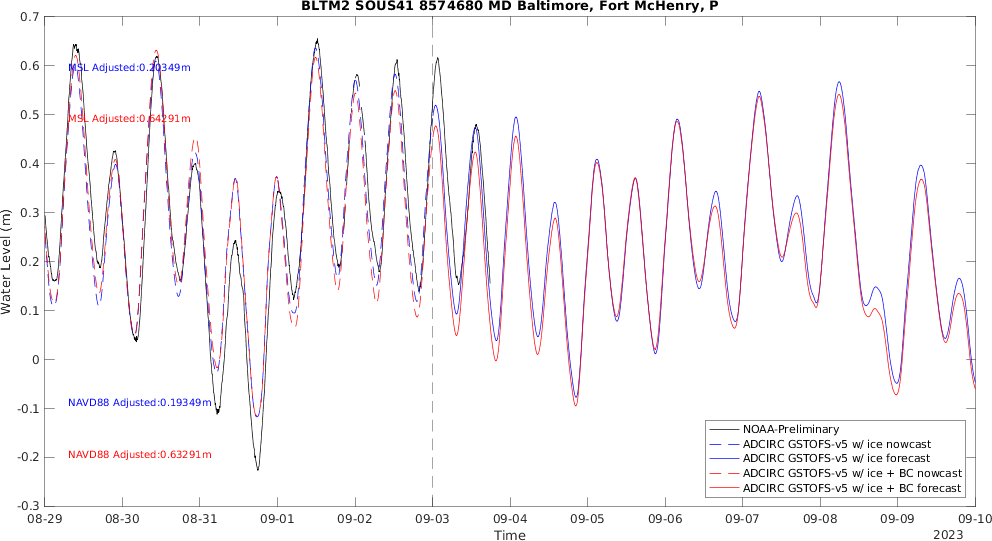 BLTM2 SOUS41 8574680 MD Baltimore, Fort McHenry, P
0.7
0.6
0.5
0.4
0.3
0.2
0.1
0
-0.1
-0.2
-0.3
Water Level (m)
MSL Adjusted:0.20349m
MSL Adjusted:0.64291m
NAVD88 Adjusted:0.19349m
NAVD88 Adjusted:0.63291m
NOAA-Preliminary
ADCIRC GSTOFS-v5 w/ ice nowcast
ADCIRC GSTOFS-v5 w/ ice forecast
ADCIRC GSTOFS-v5 w/ ice + BC nowcast
ADCIRC GSTOFS-v5 w/ ice + BC forecast
08-29 08-30 08-31 09-01 09-02 09-03 09-04 09-05 09-06 09-07 09-08 09-09 09-10
Time
2023